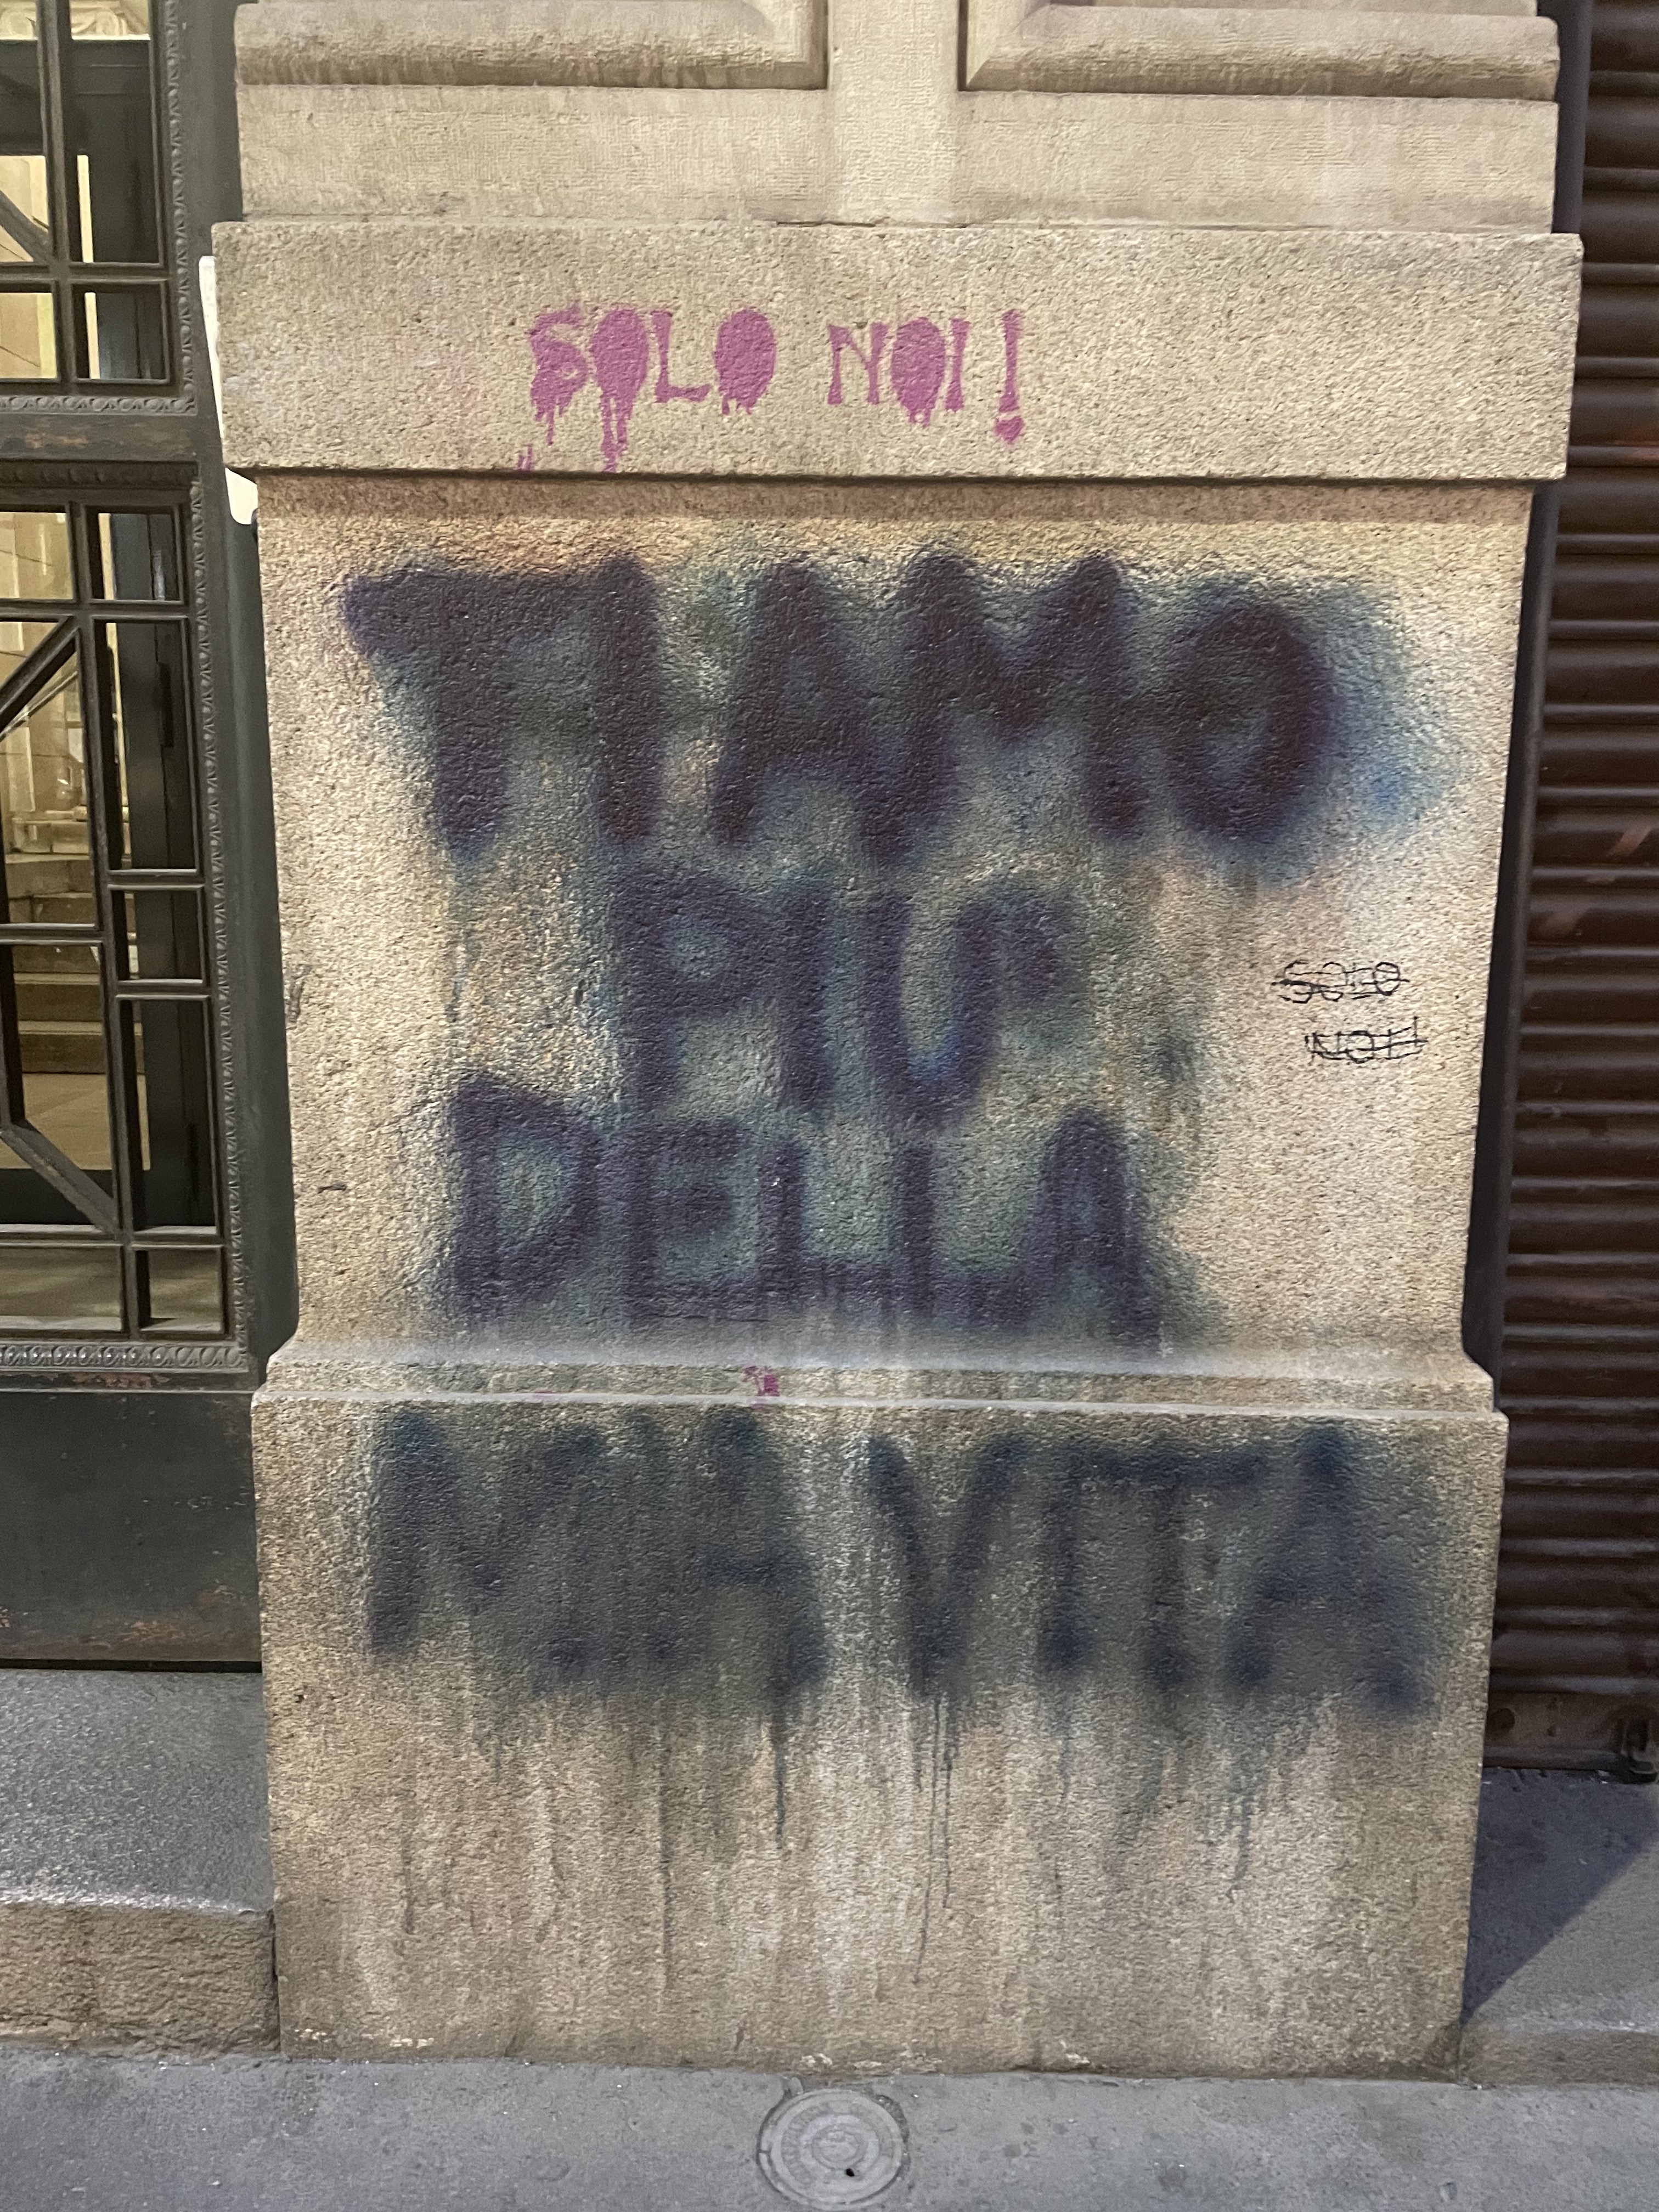 SOLO NOI!
TI AMO
PIU'
DELLA
MIA VITA
SOLO
NOI!